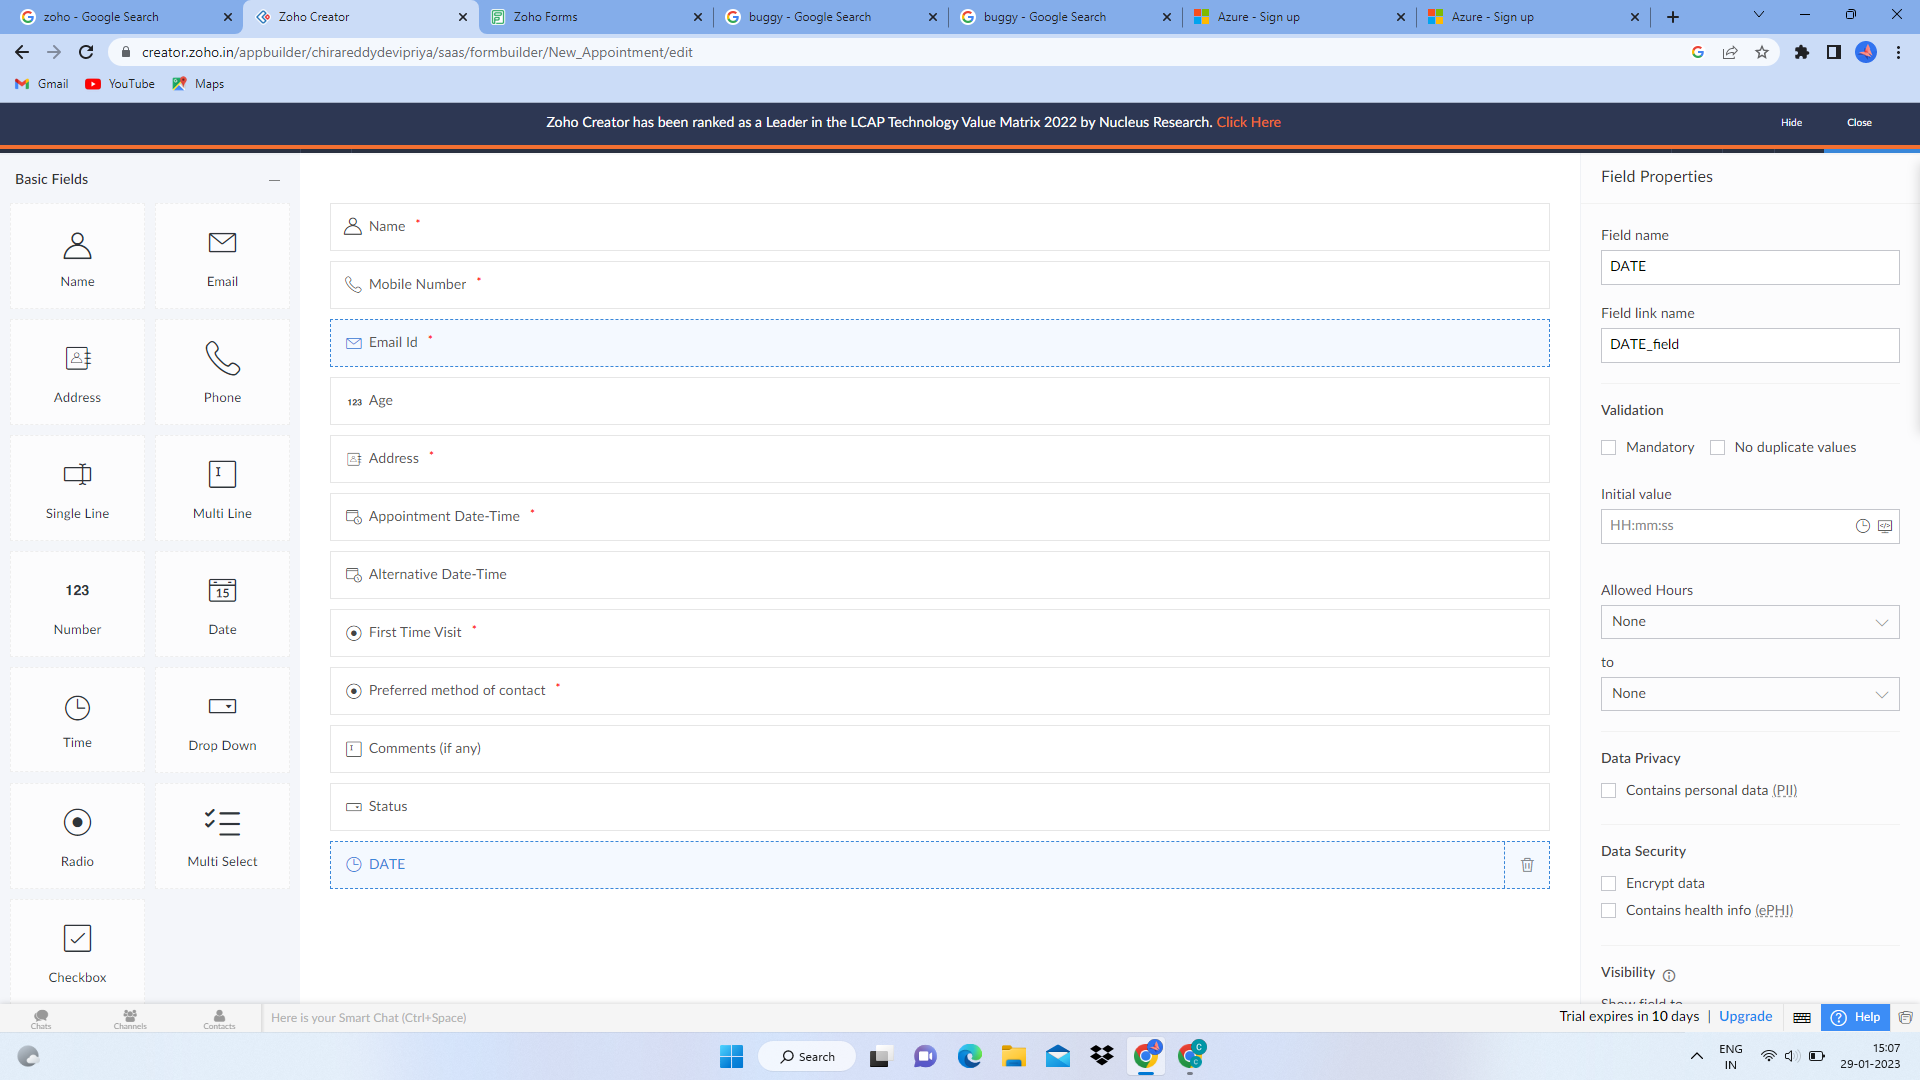 zoho - Google Search
Zoho Creator
Zoho Forms
buggy - Google Search
buggy - Google Search
Azure - Sign up
Azure - Sign up
creator.zoho.in/appbuilder/chirareddydevipriya/saas/formbuilder/New_Appointment/edit
Gmail
YouTube
Maps
Zoho Creator has been ranked as a Leader in the LCAP Technology Value Matrix 2022 by Nucleus Research. Click Here
Hide
Close
Basic Fields
Name
Email
Address
Phone
Single Line
Multi Line
123
Number
15
Date
Time
Drop Down
Radio
Multi Select
Checkbox
Name *
Mobile Number *
Email Id *
123 Age
Address *
Appointment Date-Time *
Alternative Date-Time
First Time Visit *
Preferred method of contact *
Comments (if any)
Status
DATE
Field Properties
Field name
DATE
Field link name
DATE_field
Validation
Mandatory
No duplicate values
Initial value
HH:mm:ss
Allowed Hours
None
to
None
Data Privacy
Contains personal data (PII)
Data Security
Encrypt data
Contains health info (ePHI)
Visibility
Show field to
Chats
Channels
Contacts
Here is your Smart Chat (Ctrl+Space)
Trial expires in 10 days | Upgrade
Help
Search
ENG
IN
15:07
29-01-2023